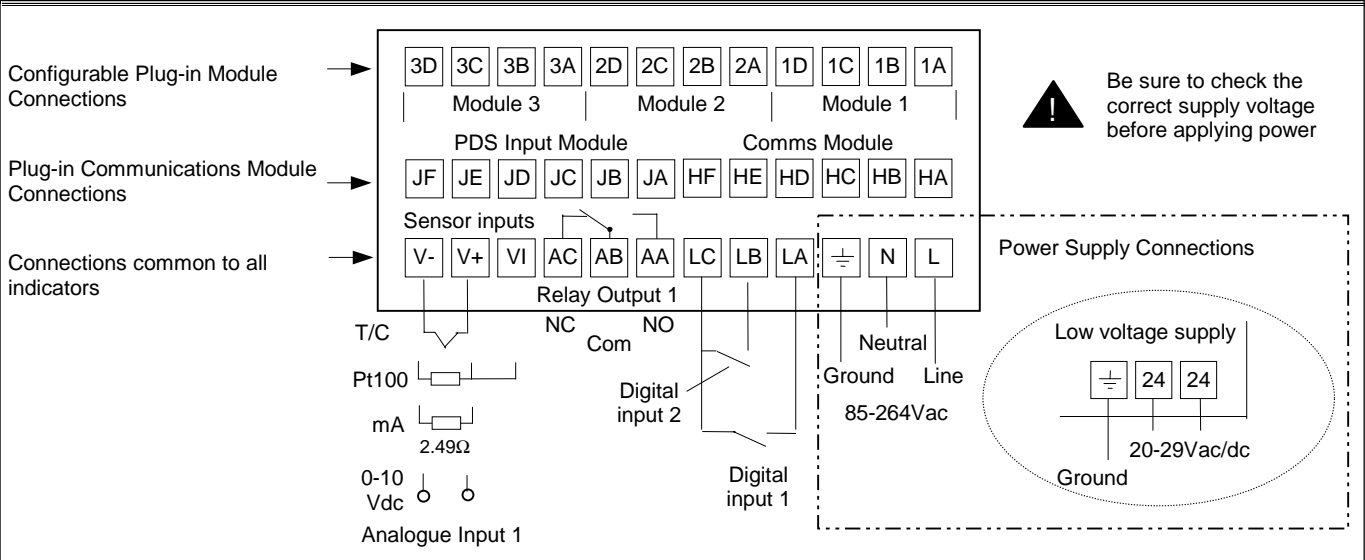 Configurable Plug-in Module
Connections
3D 3C 3B 3A 2D 2C 2B 2A 1D 1C 1B 1A
Module 3 Module 2 Module 1
!
Be sure to check the
correct supply voltage
before applying power
PDS Input Module Comms Module
Plug-in Communications Module
Connections
JF JE JD JC JB JA HF HE HD HC HB HA
Sensor inputs
Connections common to all
indicators
V- V+ VI AC AB AA LC LB LA N L
Relay Output 1
NC NO
Com
Power Supply Connections
T/C
Pt100
mA
2.49Ω
0-10
Vdc
Analogue Input 1
Digital
input 2
Digital
input 1
Neutral
Ground Line
85-264Vac
Low voltage supply
24 24
20-29Vac/dc
Ground